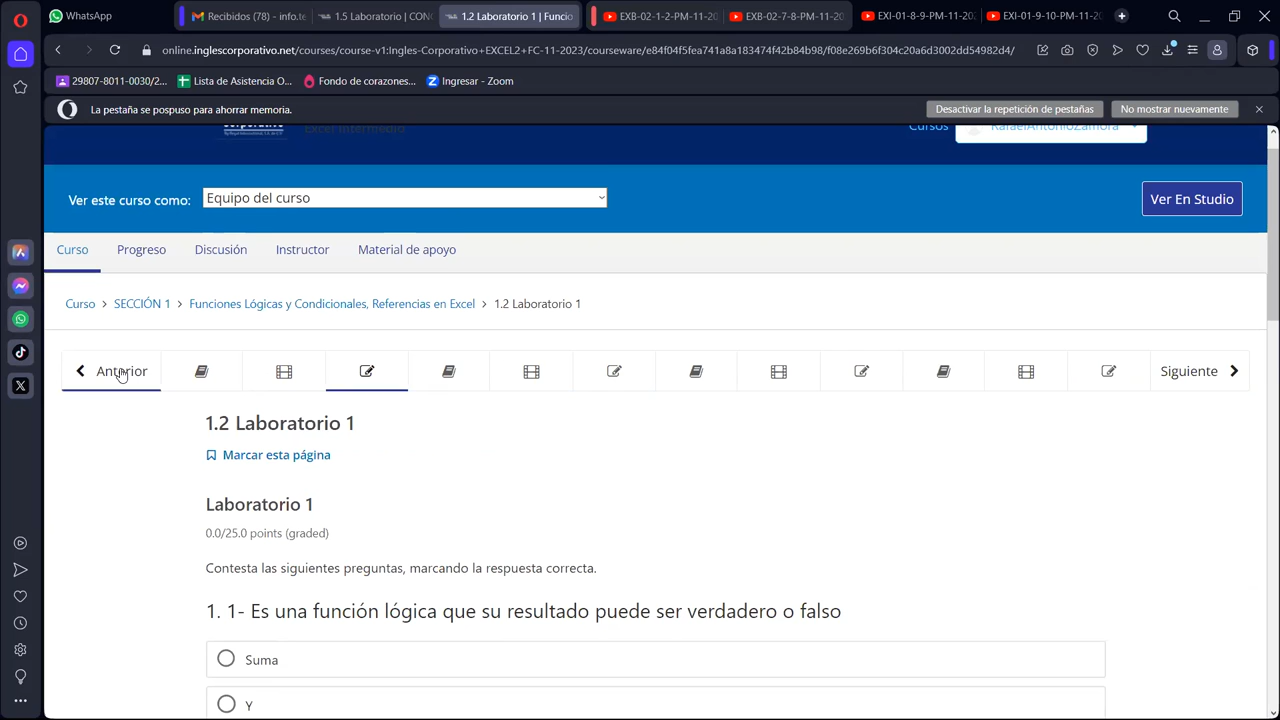 WhatsApp
Recibidos (78) - info.te
1.5 Laboratorio | CON
1.2 Laboratorio 1 | Funcio
EXB-02-1-2-PM-11-202
EXB-02-7-8-PM-11-20
EXI-01-8-9-PM-11-202
EXI-01-9-10-PM-11-20
online.inglescorporativo.net/courses/course-v1:Ingles-Corporativo+EXCEL2+FC-11-2023/courseware/e84f04f5fea741a8a183474f42b84b98/f08e269b6f304c20a6d3002dd54982d4/
29807-8011-0030/2...
Lista de Asistencia O...
Fondo de corazones...
Ingresar - Zoom
La pestaña se pospuso para ahorrar memoria.
Desactivar la repetición de pestañas
No mostrar nuevamente
Corporativo
Excel Intermedio
Cursos
RafaelAntonioZamora
Ver este curso como:
Equipo del curso
Ver En Studio
Curso
Progreso
Discusión
Instructor
Material de apoyo
Curso > SECCIÓN 1 > Funciones Lógicas y Condicionales, Referencias en Excel > 1.2 Laboratorio 1
Anterior
Siguiente
1.2 Laboratorio 1
Marcar esta página
Laboratorio 1
0.0/25.0 points (graded)
Contesta las siguientes preguntas, marcando la respuesta correcta.
1. 1- Es una función lógica que su resultado puede ser verdadero o falso
Suma
Y